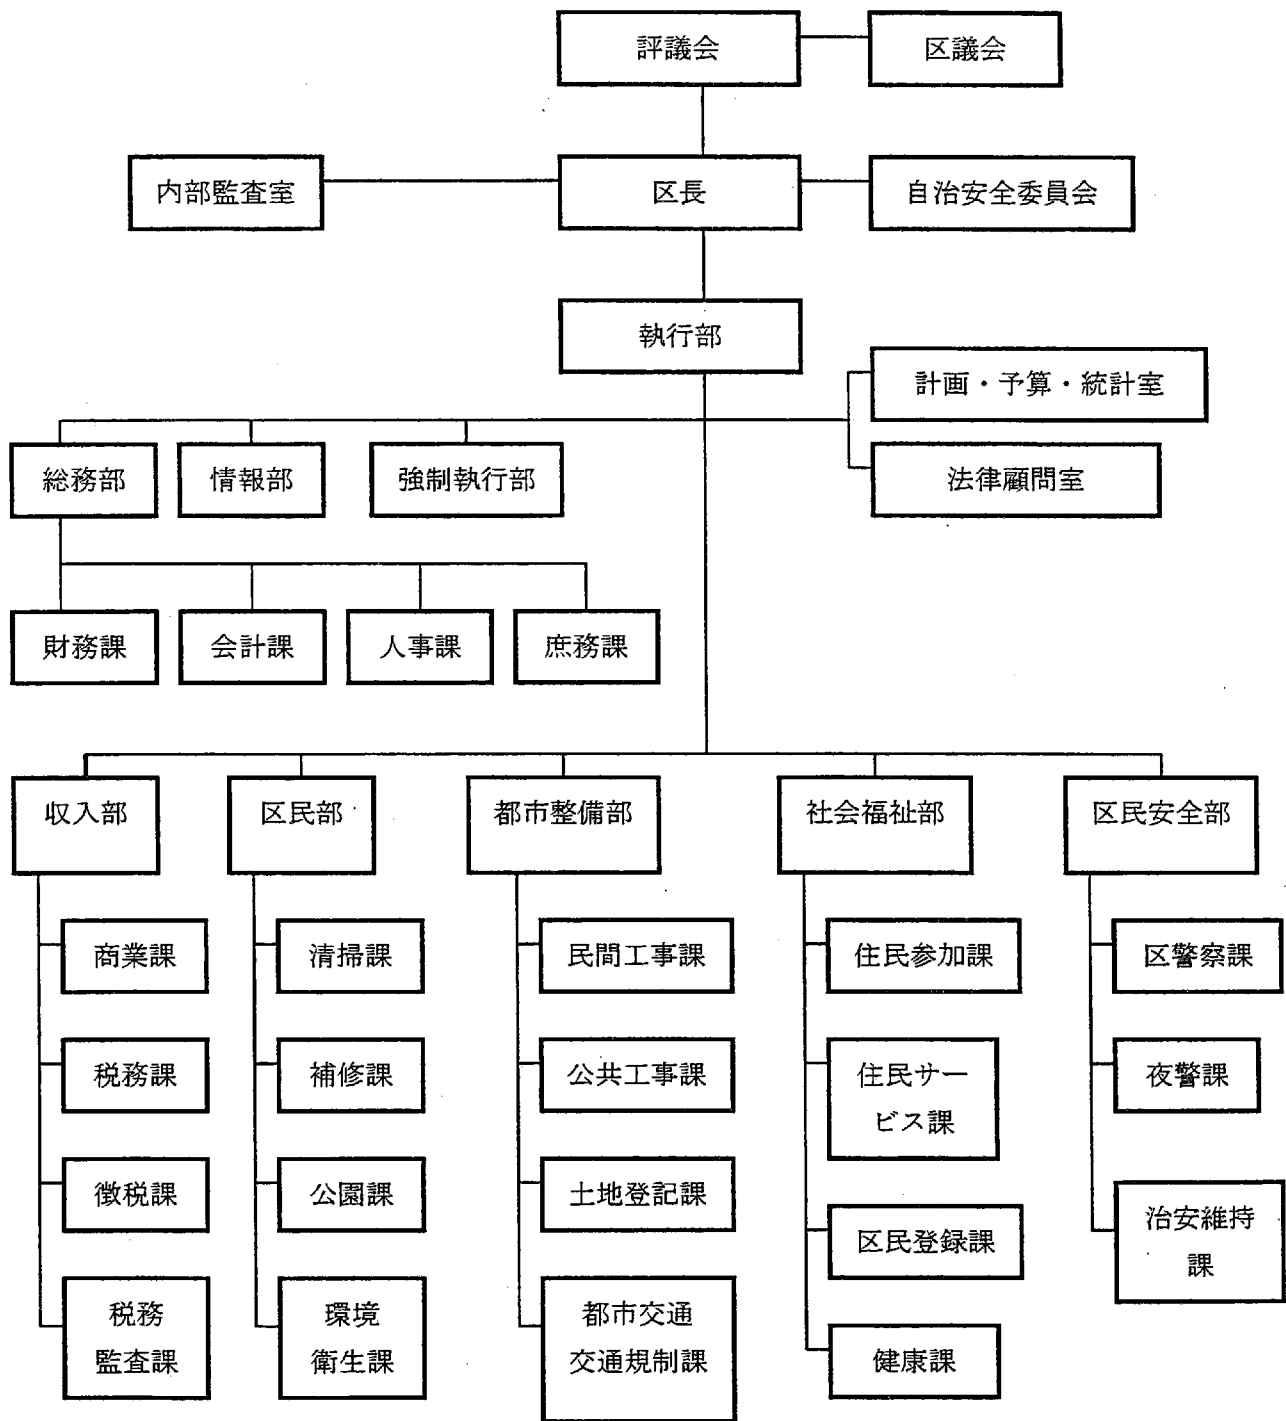 評議会
区議会
内部監査室
区長
自治安全委員会
執行部
計画・予算・統計室
総務部
情報部
強制執行部
法律顧問室
財務課
会計課
人事課
庶務課
収入部
区民部
都市整備部
社会福祉部
区民安全部
商業課
清掃課
民間工事課
住民参加課
区警察課
税務課
補修課
公共工事課
住民サー
ビス課
夜警課
徴税課
公園課
土地登記課
区民登録課
治安維持
課
税務
監査課
環境
衛生課
都市交通
交通規制課
健康課